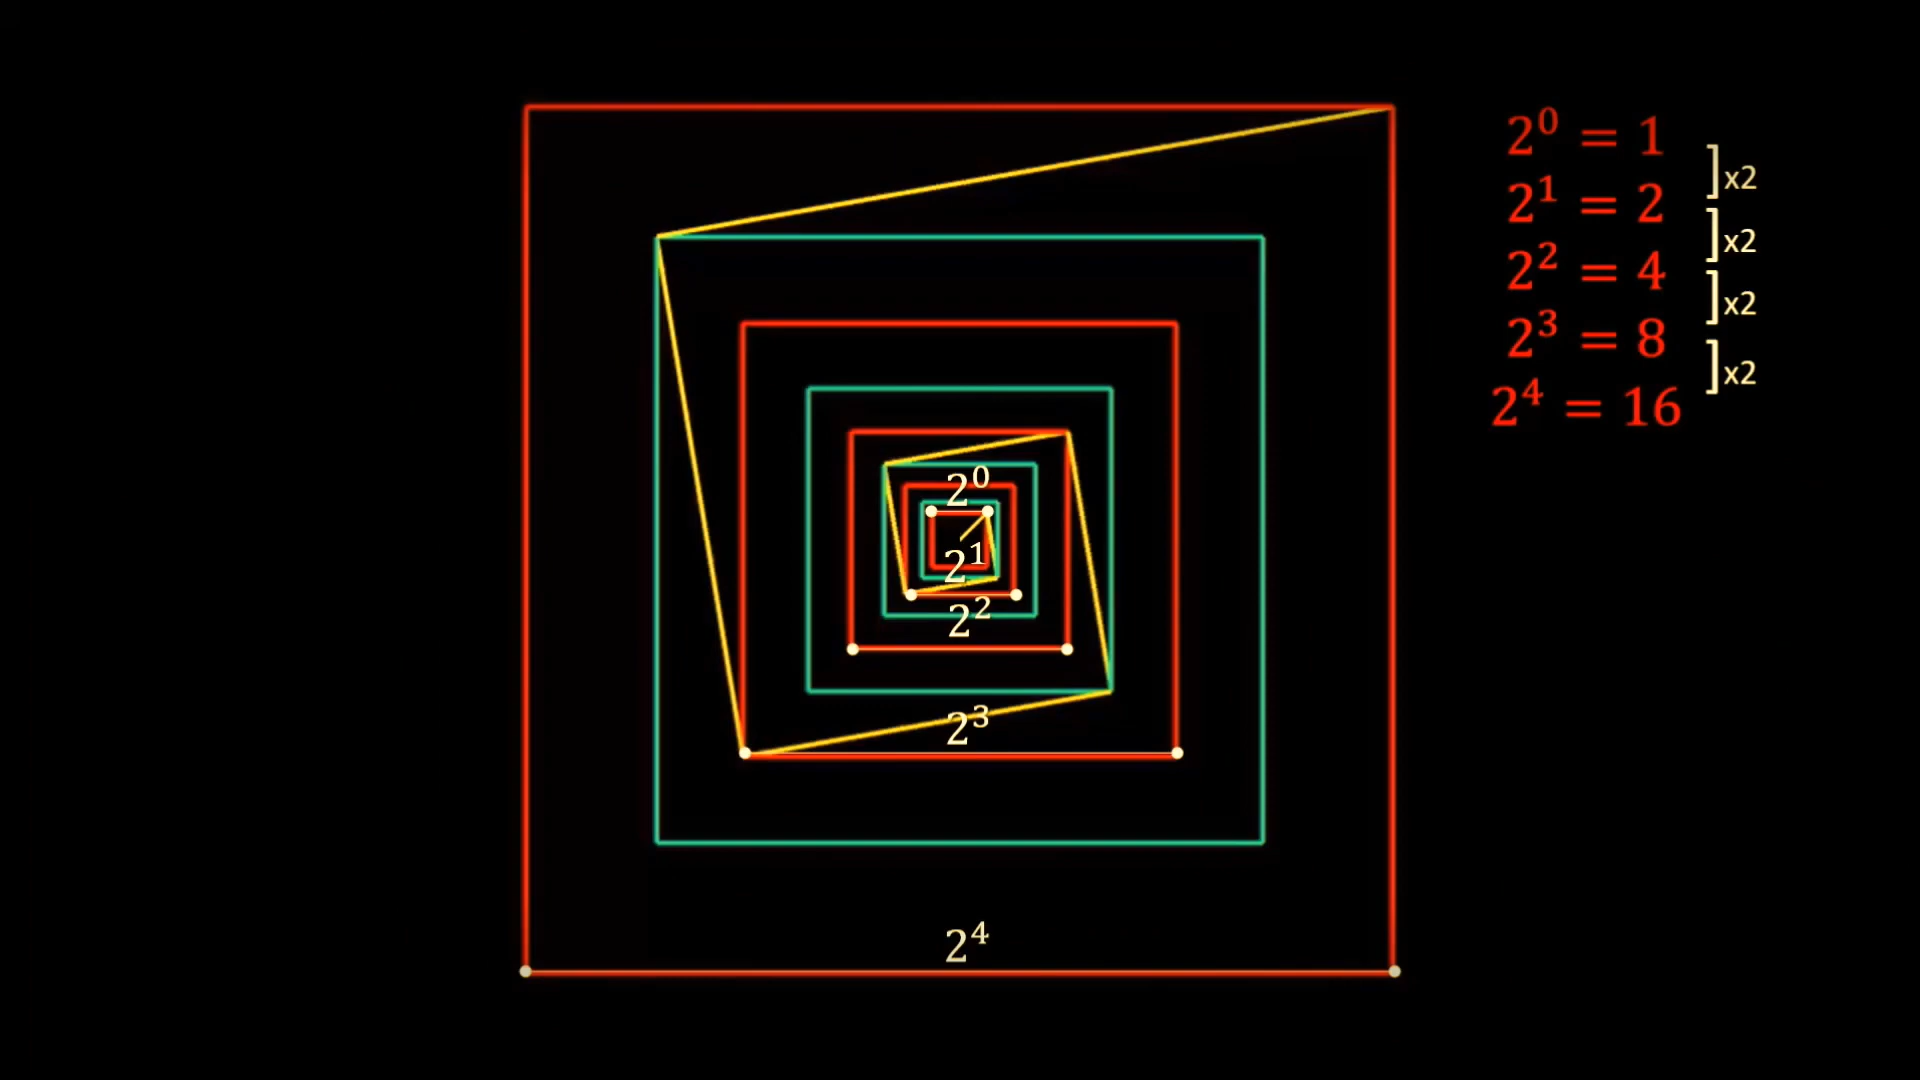 2⁰ = 1
]x2
2¹ = 2
]x2
2² = 4
]x2
2³ = 8
]x2
2⁴ = 16
2⁰
2¹
2²
2³
2⁴